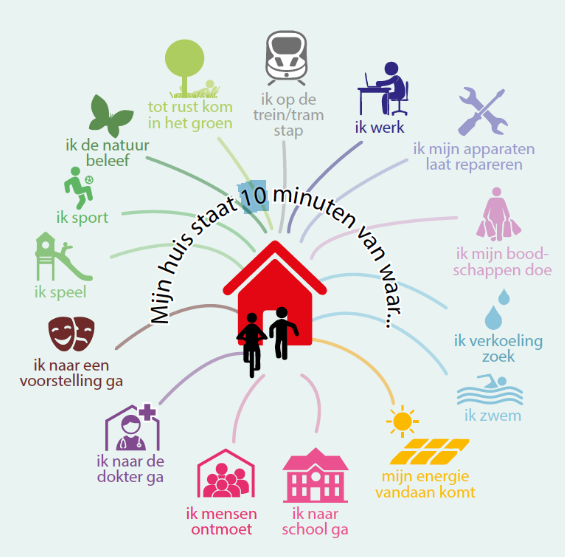 Mijn huis staat 10 minuten van waar...
tot rust kom
in het groen
ik op de
trein/tram
stap
ik werk
ik mijn apparaten
laat repareren
ik mijn bood-
schappen doe
ik verkoeling
zoek
ik zwem
mijn energie
vandaan komt
ik naar
school ga
ik mensen
ontmoet
ik naar de
dokter ga
ik naar een
voorstelling ga
ik speel
ik sport
ik de natuur
beleef